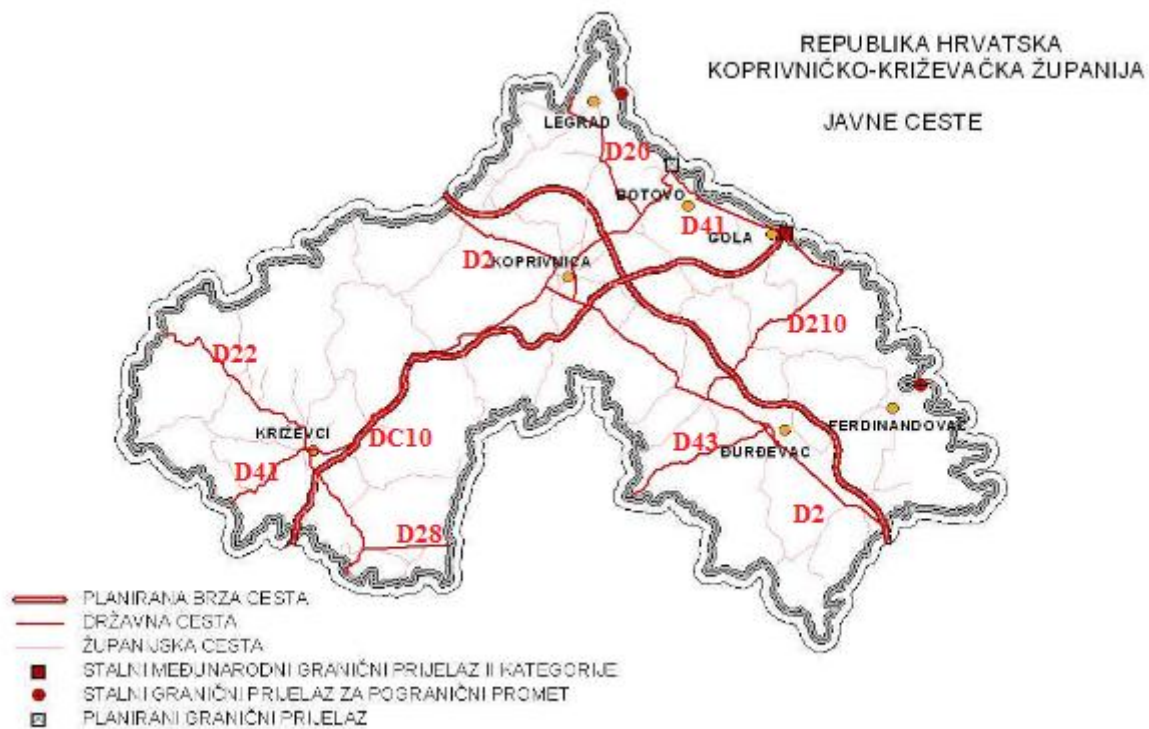 REPUBLIKA HRVATSKA
KOPRIVNIČKO-KRIŽEVAČKA ŽUPANIJA
JAVNE CESTE
LEGRAD
D20
BOTOVO
D41
GOLA
D2
KOPRIVNICA
D210
D22
KRIŽEVCI
DC10
D41
D28
D43
ĐURĐEVAC
FERDINANDOVAC
D2
PLANIRANA BRZA CESTA
DRŽAVNA CESTA
ŽUPANIJSKA CESTA
STALNI MEĐUNARODNI GRANIČNI PRIJELAZ II KATEGORIJE
STALNI GRANIČNI PRIJELAZ ZA POGRANIČNI PROMET
PLANIRANI GRANIČNI PRIJELAZ